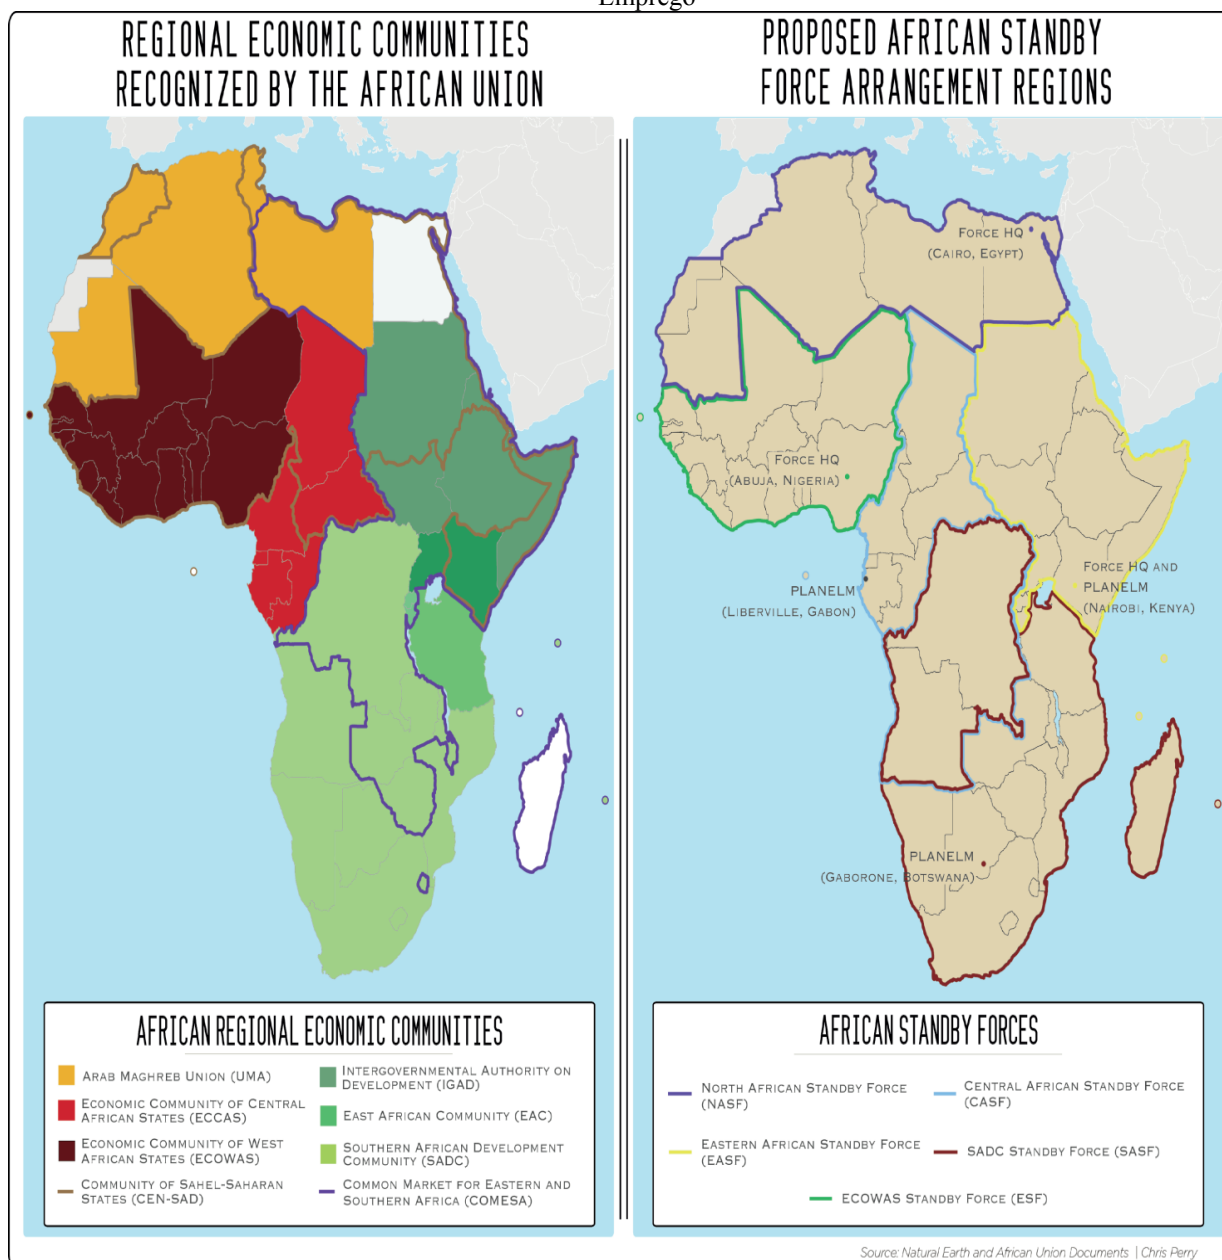 Emprego
REGIONAL ECONOMIC COMMUNITIES
RECOGNIZED BY THE AFRICAN UNION
AFRICAN REGIONAL ECONOMIC COMMUNITIES
ARAB MAGHREB UNION (UMA)
ECONOMIC COMMUNITY OF CENTRAL
AFRICAN STATES (ECCAS)
ECONOMIC COMMUNITY OF WEST
AFRICAN STATES (ECOWAS)
COMMUNITY OF SAHEL-SAHARAN
STATES (CEN-SAD)
INTERGOVERNMENTAL AUTHORITY ON
DEVELOPMENT (IGAD)
EAST AFRICAN COMMUNITY (EAC)
SOUTHERN AFRICAN DEVELOPMENT
COMMUNITY (SADC)
COMMON MARKET FOR EASTERN AND
SOUTHERN AFRICA (COMESA)
PROPOSED AFRICAN STANDBY
FORCE ARRANGEMENT REGIONS
FORCE HQ
(CAIRO, EGYPT)
FORCE HQ
(ABUJA, NIGERIA)
PLANELM
(LIBERVILLE, GABON)
FORCE HQ AND
PLANELM
(NAIROBI, KENYA)
PLANELM
(GABORONE, BOTSWANA)
AFRICAN STANDBY FORCES
NORTH AFRICAN STANDBY FORCE
(NASF)
CENTRAL AFRICAN STANDBY FORCE
(CASF)
EASTERN AFRICAN STANDBY FORCE
(EASF)
SADC STANDBY FORCE (SASF)
ECOWAS STANDBY FORCE (ESF)
Source: Natural Earth and African Union Documents | Chris Perry